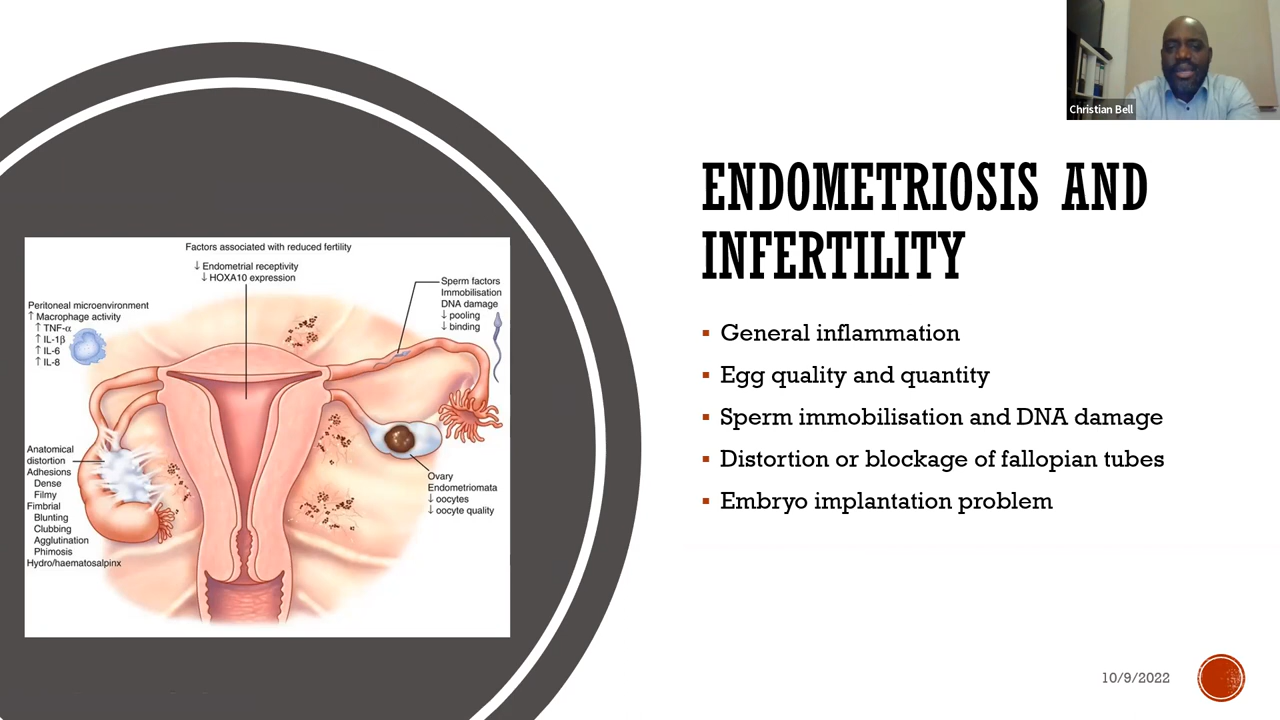 Christian Bell
ENDOMETRIOSIS AND
INFERTILITY
▪ General inflammation
▪ Egg quality and quantity
▪ Sperm immobilisation and DNA damage
▪ Distortion or blockage of fallopian tubes
▪ Embryo implantation problem
Factors associated with reduced fertility
↓ Endometrial receptivity
↓ HOXA10 expression
Sperm factors
Immobilisation
DNA damage
↓ pooling
↓ binding
Peritoneal microenvironment
↑ Macrophage activity
↑ TNF-α
↑ IL-1β
↑ IL-6
↑ IL-8
Anatomical
distortion
Adhesions
Dense
Filmy
Fimbrial
Blunting
Clubbing
Agglutination
Phimosis
Hydro/haematosalpinx
Ovary
Endometriomata
↓ oocytes
↓ oocyte quality
10/9/2022